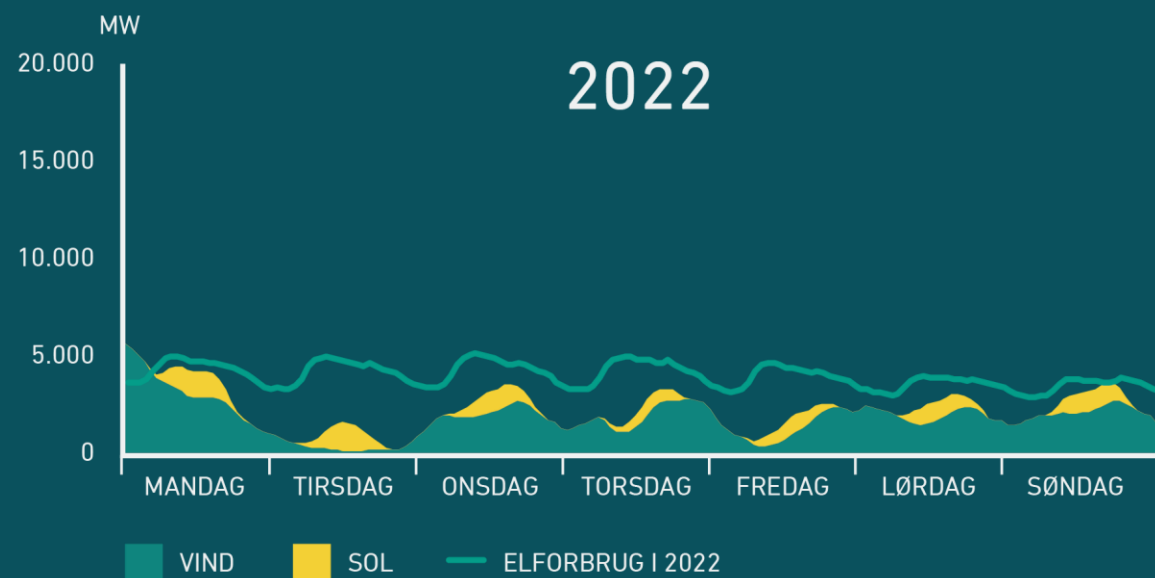 MW
2022
20.000
15.000
10.000
5.000
0
MANDAG TIRSDAG ONSDAG TORSDAG FREDAG LØRDAG SØNDAG
VIND SOL ELFORBRUG I 2022